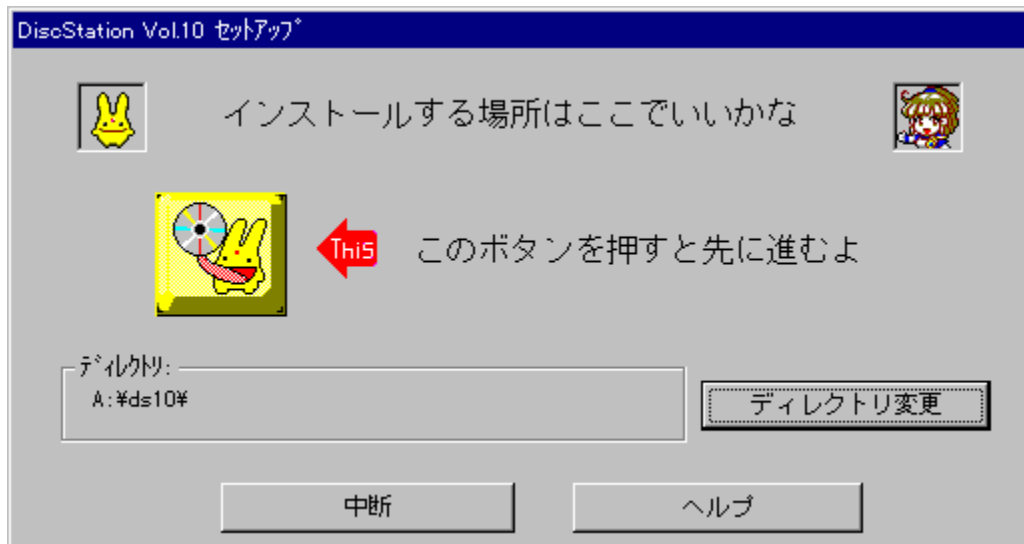 DiscStation Vol.10 ｾｯﾄｱｯﾌﾟ
インストールする場所はここでいいかな
This
このボタンを押すと先に進むよ
ﾃﾞｨﾚｸﾄﾘ:
A:¥ds10¥
ディレクトリ変更
中断
ヘルプ